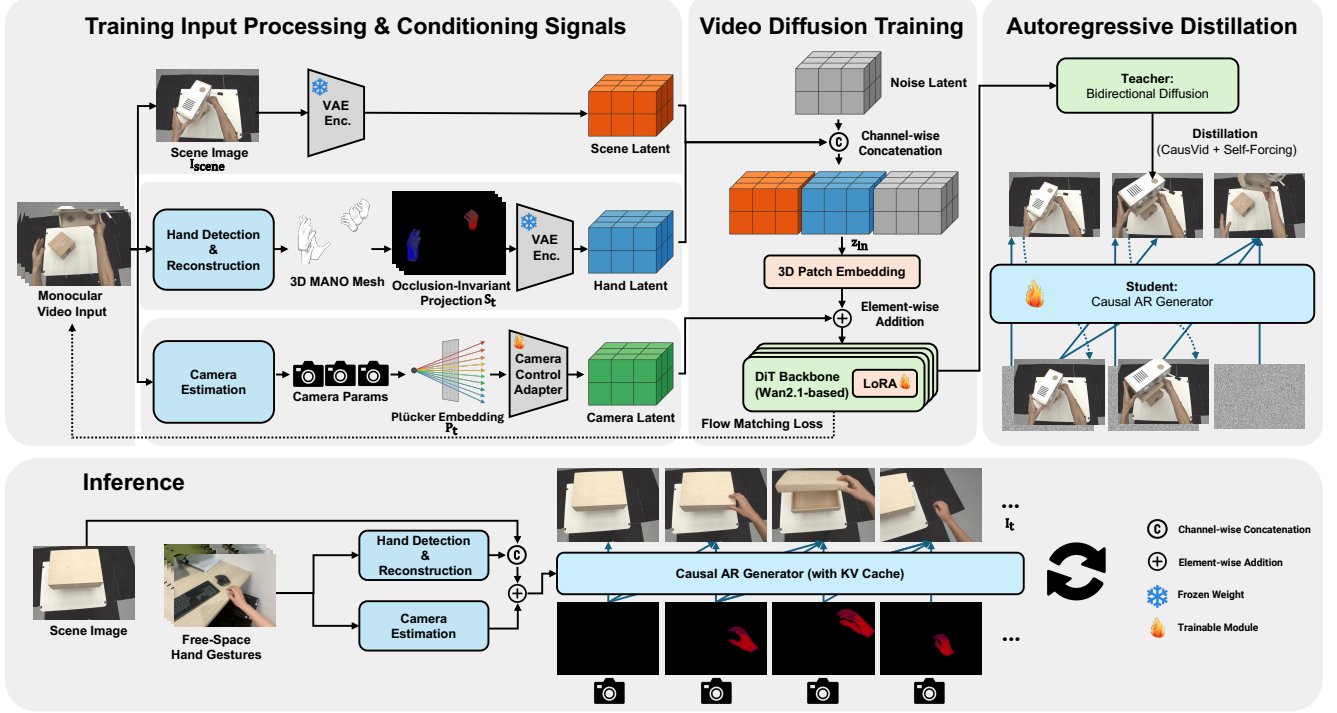 Training Input Processing & Conditioning Signals
Video Diffusion Training
Autoregressive Distillation
Monocular
Video Input
Scene Image
I_scene
VAE
Enc.
Scene Latent
Hand Detection
&
Reconstruction
3D MANO Mesh
Occlusion-Invariant
Projection S_t
VAE
Enc.
Hand Latent
Camera
Estimation
Camera Params
Plücker Embedding
P_t
Camera
Control
Adapter
Camera Latent
Noise Latent
C
Channel-wise
Concatenation
z_in
3D Patch Embedding
Element-wise
Addition
DiT Backbone
(Wan2.1-based)
LoRA
Flow Matching Loss
Teacher:
Bidirectional Diffusion
Distillation
(CausVid + Self-Forcing)
Student:
Causal AR Generator
Inference
Scene Image
Free-Space
Hand Gestures
Hand Detection
&
Reconstruction
Camera
Estimation
C
Causal AR Generator (with KV Cache)
...
I_t
...
C Channel-wise Concatenation
Element-wise Addition
Frozen Weight
Trainable Module